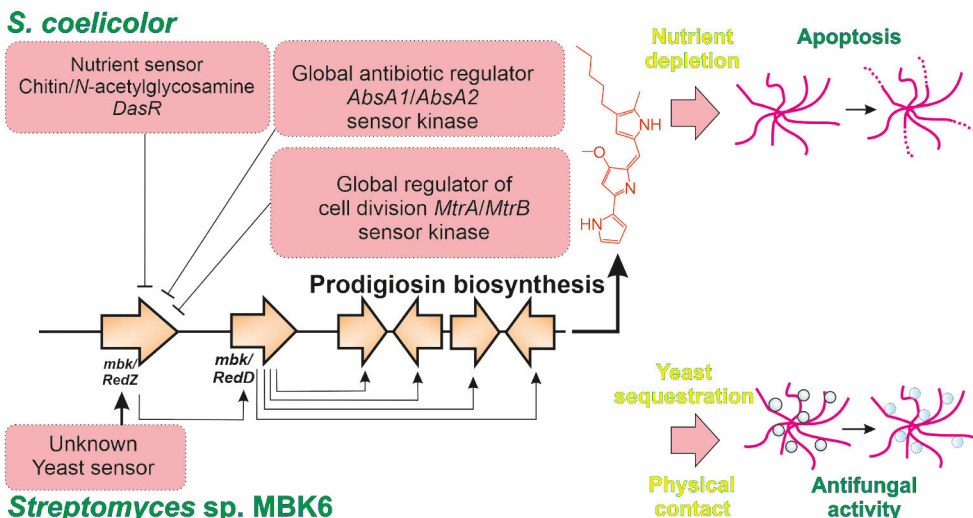 S. coelicolor
Nutrient sensor
Chitin/N-acetylglycosamine
DasR
Global antibiotic regulator
AbsA1/AbsA2
sensor kinase
Global regulator of
cell division MtrA/MtrB
sensor kinase
NH
O
N
HN
Nutrient
depletion
Apoptosis
Prodigiosin biosynthesis
mbk/
RedZ
mbk/
RedD
Unknown
Yeast sensor
Yeast
sequestration
Physical
contact
Antifungal
activity
Streptomyces sp. MBK6